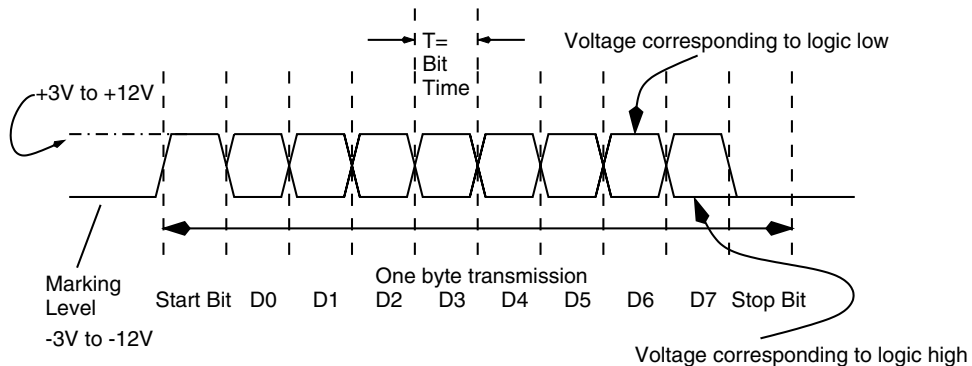 T=
Bit
Time
Voltage corresponding to logic low
+3V to +12V
One byte transmission
Marking
Level
-3V to -12V
Start Bit D0 D1 D2 D3 D4 D5 D6 D7 Stop Bit
Voltage corresponding to logic high